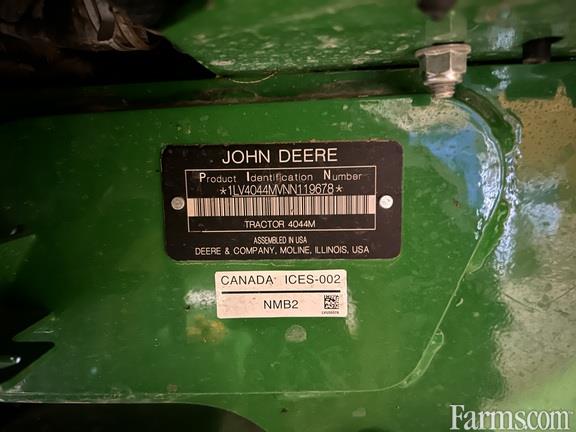 JOHN DEERE
Product Identification Number
*1LV4044MVNN119678*
TRACTOR 4044M
ASSEMBLED IN USA
DEERE & COMPANY, MOLINE, ILLINOIS, USA
CANADA ICES-002
NMB2
Farms.com